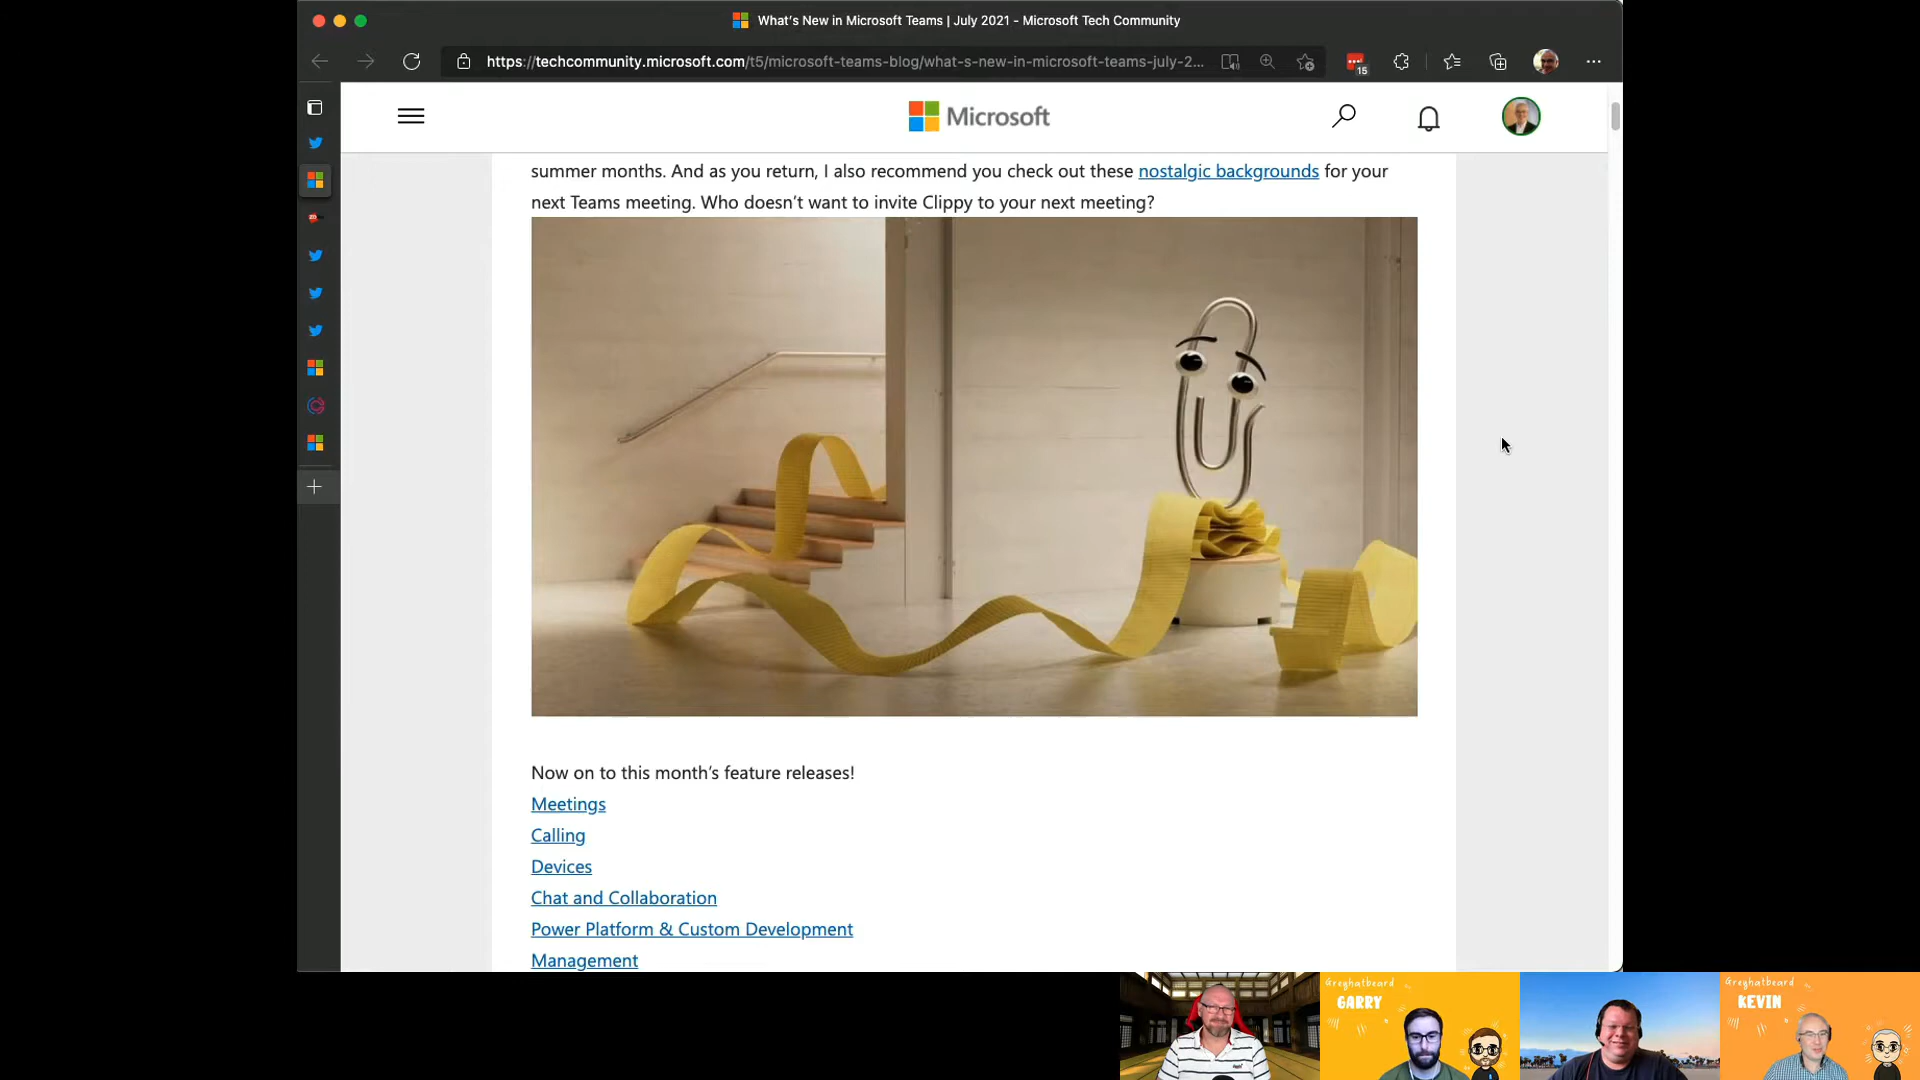 What's New in Microsoft Teams | July 2021 - Microsoft Tech Community
https://techcommunity.microsoft.com/t5/microsoft-teams-blog/what-s-new-in-microsoft-teams-july-2...
15
Microsoft
summer months. And as you return, I also recommend you check out these nostalgic backgrounds for your
next Teams meeting. Who doesn't want to invite Clippy to your next meeting?
Now on to this month's feature releases!
Meetings
Calling
Devices
Chat and Collaboration
Power Platform & Custom Development
Management
Greyhatbeard
GARRY
Greyhatbeard
KEVIN